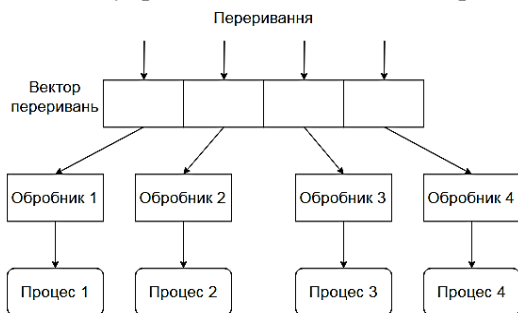 Переривання
Вектор
переривань
Обробник 1
Обробник 2
Обробник 3
Обробник 4
Процес 1
Процес 2
Процес 3
Процес 4